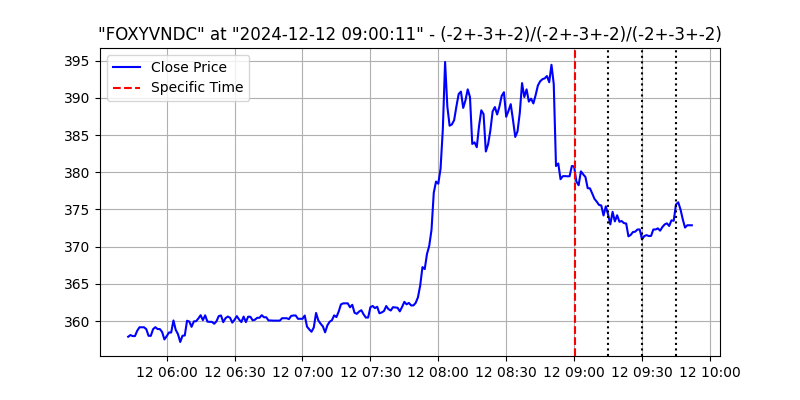 "FOXYVNDC" at "2024-12-12 09:00:11" - (-2+-3+-2)/(-2+-3+-2)/(-2+-3+-2)
Close Price
Specific Time
395
390
385
380
375
370
365
360
12 06:00 12 06:30 12 07:00 12 07:30 12 08:00 12 08:30 12 09:00 12 09:30 12 10:00